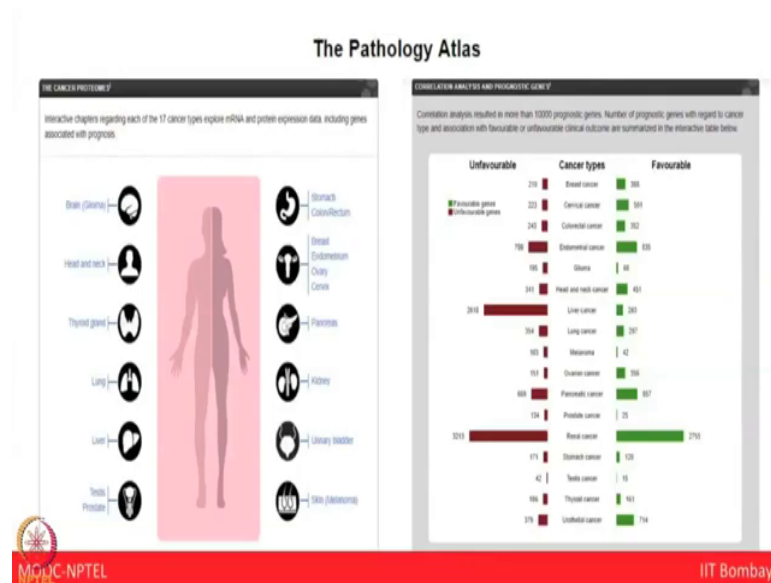 The Pathology Atlas
THE CANCER PROTEOMES
Interactive chapters regarding each of the 17 cancer types explore mRNA and protein expression data, including genes
associated with prognosis.
Brain (Glioma)
Head and neck
Thyroid gland
Lung
Liver
Testis
Prostate
Stomach
Colon/Rectum
Breast
Endometrium
Ovary
Cervix
Pancreas
Kidney
Urinary bladder
Skin (Melanoma)
CORRELATION ANALYSIS AND PROGNOSTIC GENES
Correlation analysis resulted in more than 10000 prognostic genes. Number of prognostic genes with regard to cancer
type and association with favourable or unfavourable clinical outcome are summarized in the interactive table below.
Unfavourable Cancer types Favourable
Favourable genes
Unfavourable genes
Breast cancer
Cervical cancer
Colorectal cancer
Endometrial cancer
Glioma
Head and neck cancer
Liver cancer
Lung cancer
Melanoma 42
Ovarian cancer
Pancreatic cancer
Prostate cancer
Renal cancer
Stomach cancer
42 Testis cancer
Thyroid cancer
Urothelial cancer 714
MOOC-NPTEL
NPTEL
IIT Bombay